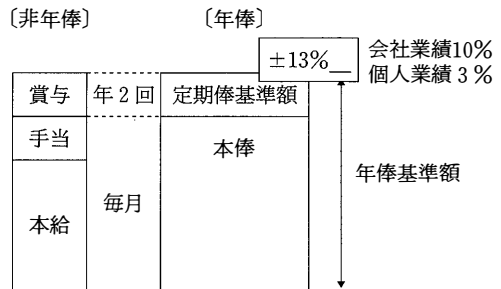 〔非年俸〕 〔年俸〕
±13% 会社業績10%
個人業績3%
賞与 年2回 定期俸基準額
手当 本俸
年俸基準額
毎月
本給